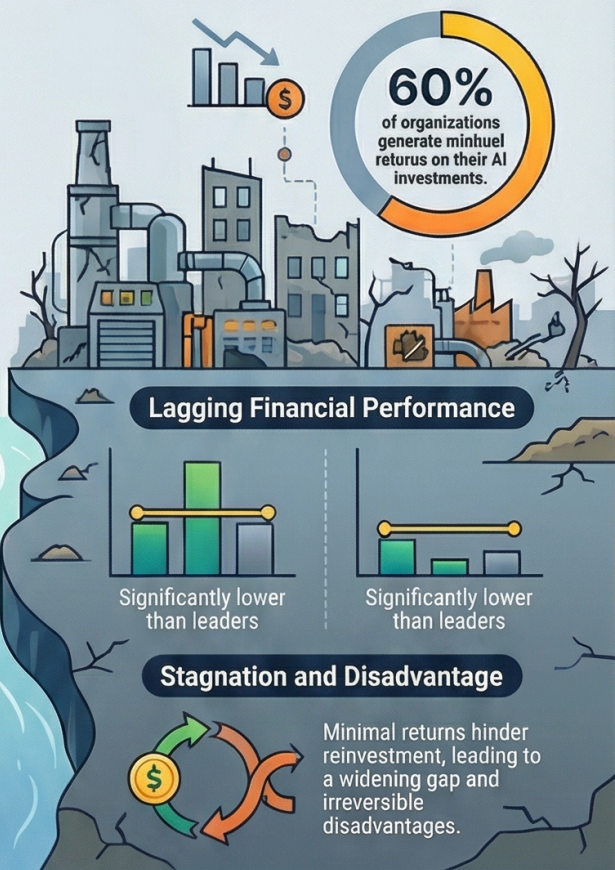 60%
of organizations
generate minhuel
returus on their AI
investments.
$
Lagging Financial Performance
Significantly lower
than leaders
Significantly lower
than leaders
Stagnation and Disadvantage
$
Minimal returns hinder
reinvestment, leading to
a widening gap and
irreversible
disadvantages.